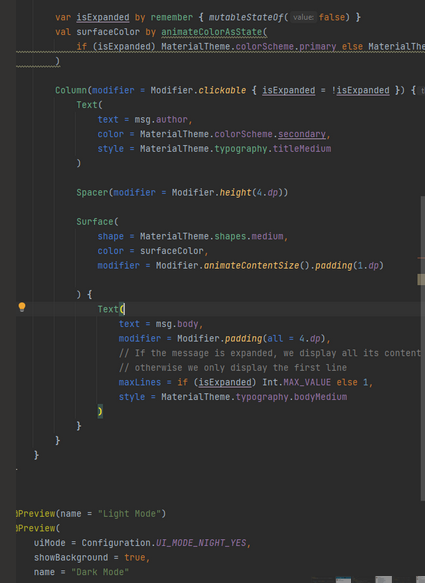 var isExpanded by remember { mutableStateOf( value: false) }
val surfaceColor by animateColorAsState(
if (isExpanded) MaterialTheme.colorScheme.primary else MaterialTheme
)
Column(modifier = Modifier.clickable { isExpanded = !isExpanded }) {
Text(
text = msg.author,
color = MaterialTheme.colorScheme.secondary,
style = MaterialTheme.typography.titleMedium
)
Spacer(modifier = Modifier.height(4.dp))
Surface(
shape = MaterialTheme.shapes.medium,
color = surfaceColor,
modifier = Modifier.animateContentSize().padding(1.dp)
) {
Text(
text = msg.body,
modifier = Modifier.padding(all = 4.dp),
// If the message is expanded, we display all its content
// otherwise we only display the first line
maxLines = if (isExpanded) Int.MAX_VALUE else 1,
style = MaterialTheme.typography.bodyMedium
)
}
}
}
@Preview(name = "Light Mode")
@Preview(
uiMode = Configuration.UI_MODE_NIGHT_YES,
showBackground = true,
name = "Dark Mode"